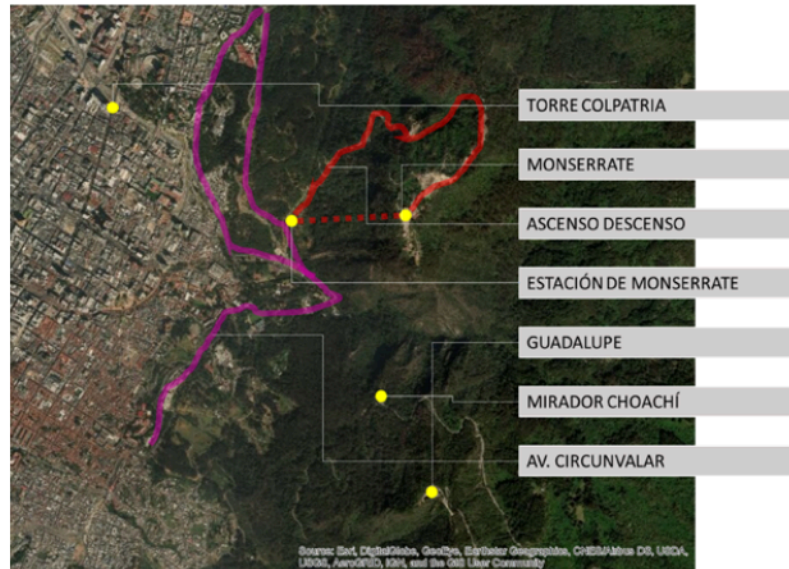 TORRE COLPATRIA
MONSERRATE
ASCENSO DESCENSO
ESTACIÓN DE MONSERRATE
GUADALUPE
MIRADOR CHOACHÍ
AV. CIRCUNVALAR
Source: Esri, DigitalGlobe, GeoEye, Earthstar Geographics, CNES/Airbus DS, USDA,
USGS, AeroGRID, IGN, and the GIS User Community